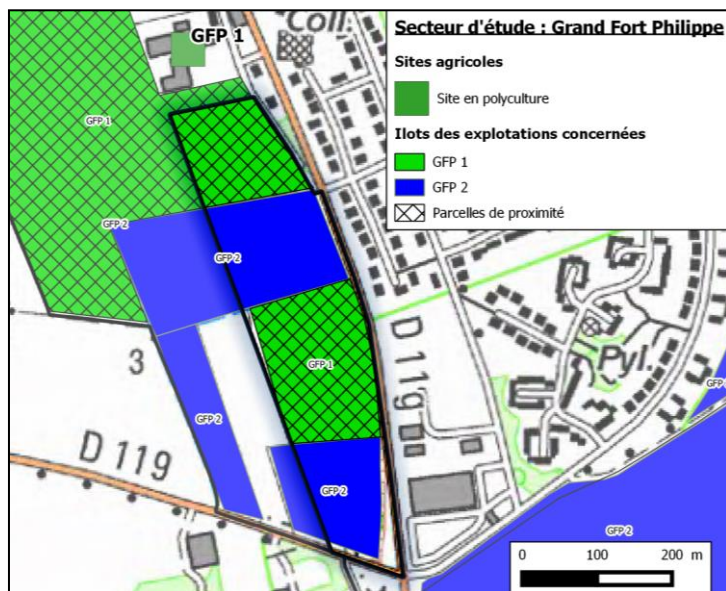 Secteur d'étude : Grand Fort Philippe
Sites agricoles
Site en polyculture
Ilots des explotations concernées
GFP 1
GFP 2
Parcelles de proximité
Coll.
GFP 1
GFP 1
GFP 2
GFP 2
GFP 1
3
GFP 2
D 119
D 119
Pyl.
GFP 2
GFP 2
0 100 200 m